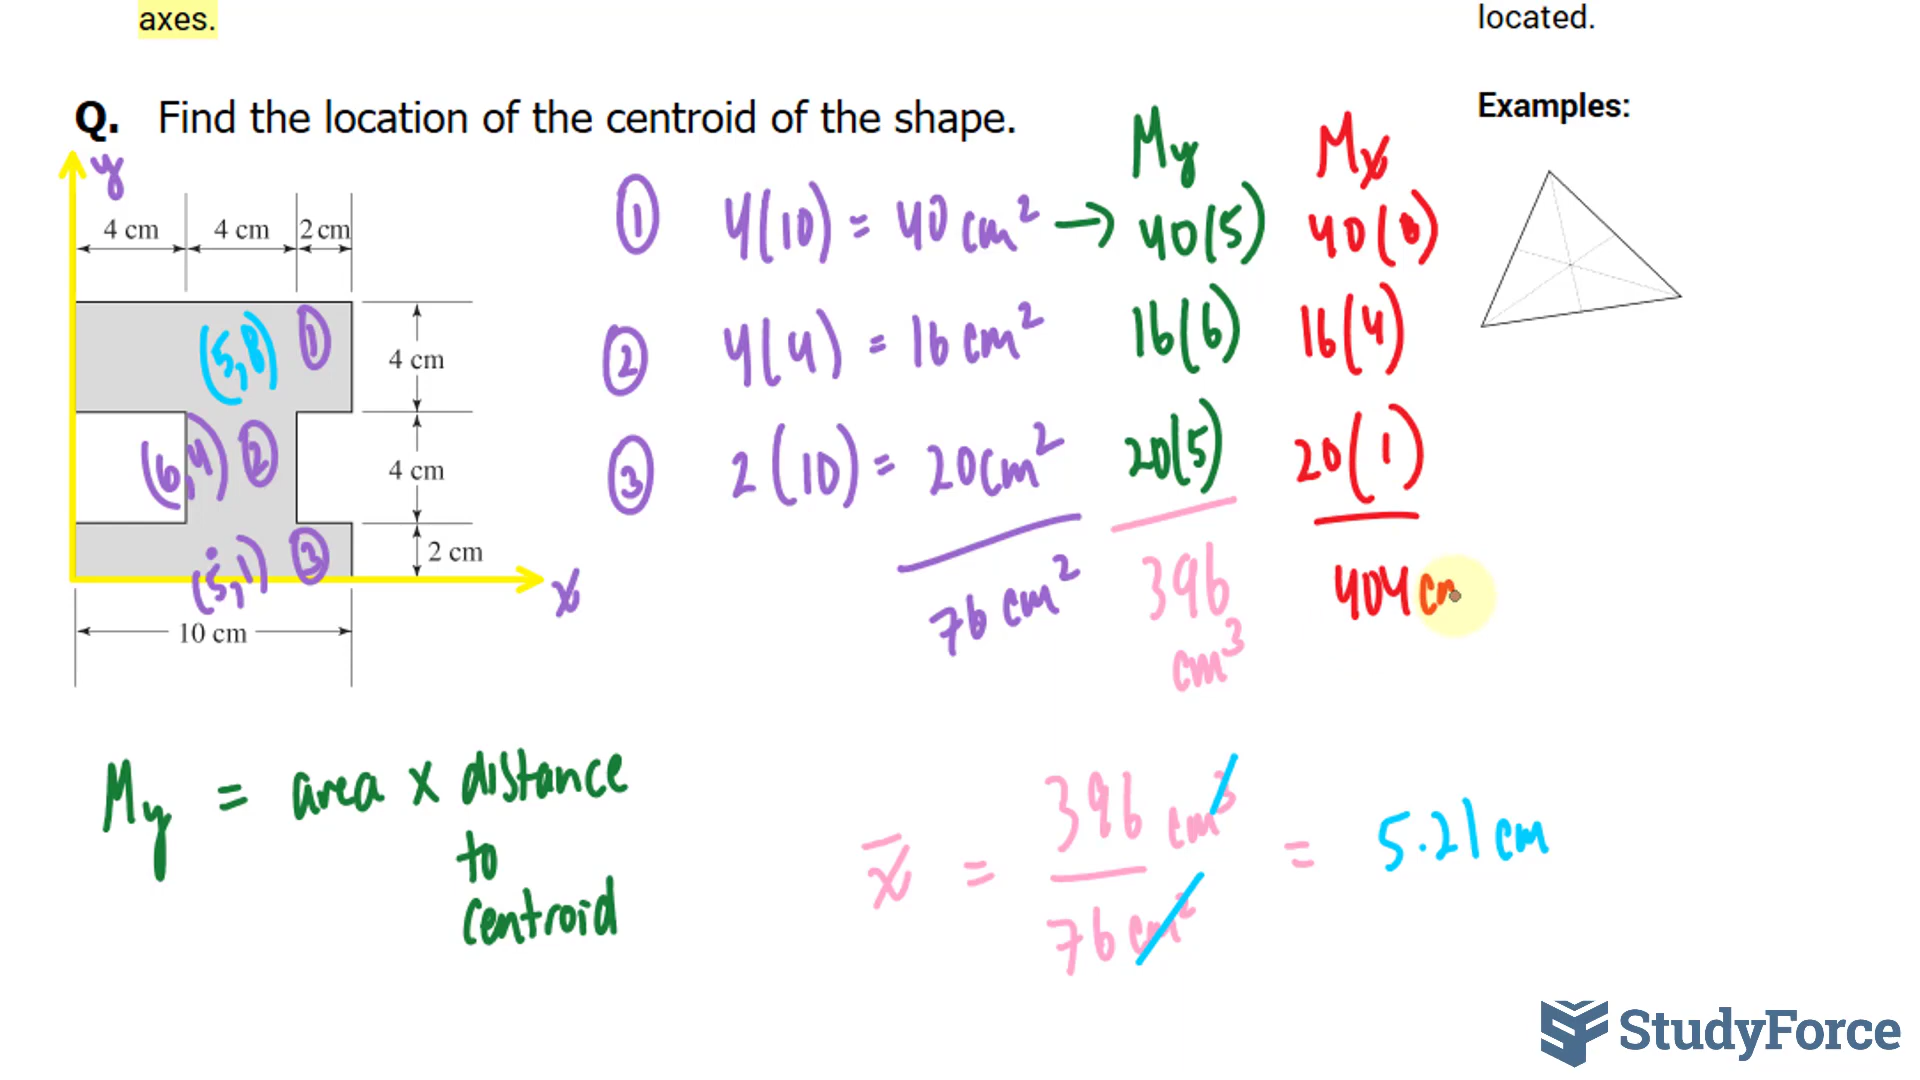 axes.
located.
Q. Find the location of the centroid of the shape.
Examples:
My
Mx
y
4 cm
4 cm
2 cm
① 4(10) = 40 cm² → 40(5) 40(8)
(5,8) ①
4 cm
② 4(4) = 16 cm² 16(6) 16(4)
(6,4) ②
4 cm
③ 2(10) = 20cm² 20(5) 20(1)
(5,1) ③
2 cm
x
76 cm²
396
cm³
404 cm
10 cm
My = area x distance
to
centroid
x̄ = 396 cm³
76 cm²
= 5.21 cm
StudyForce